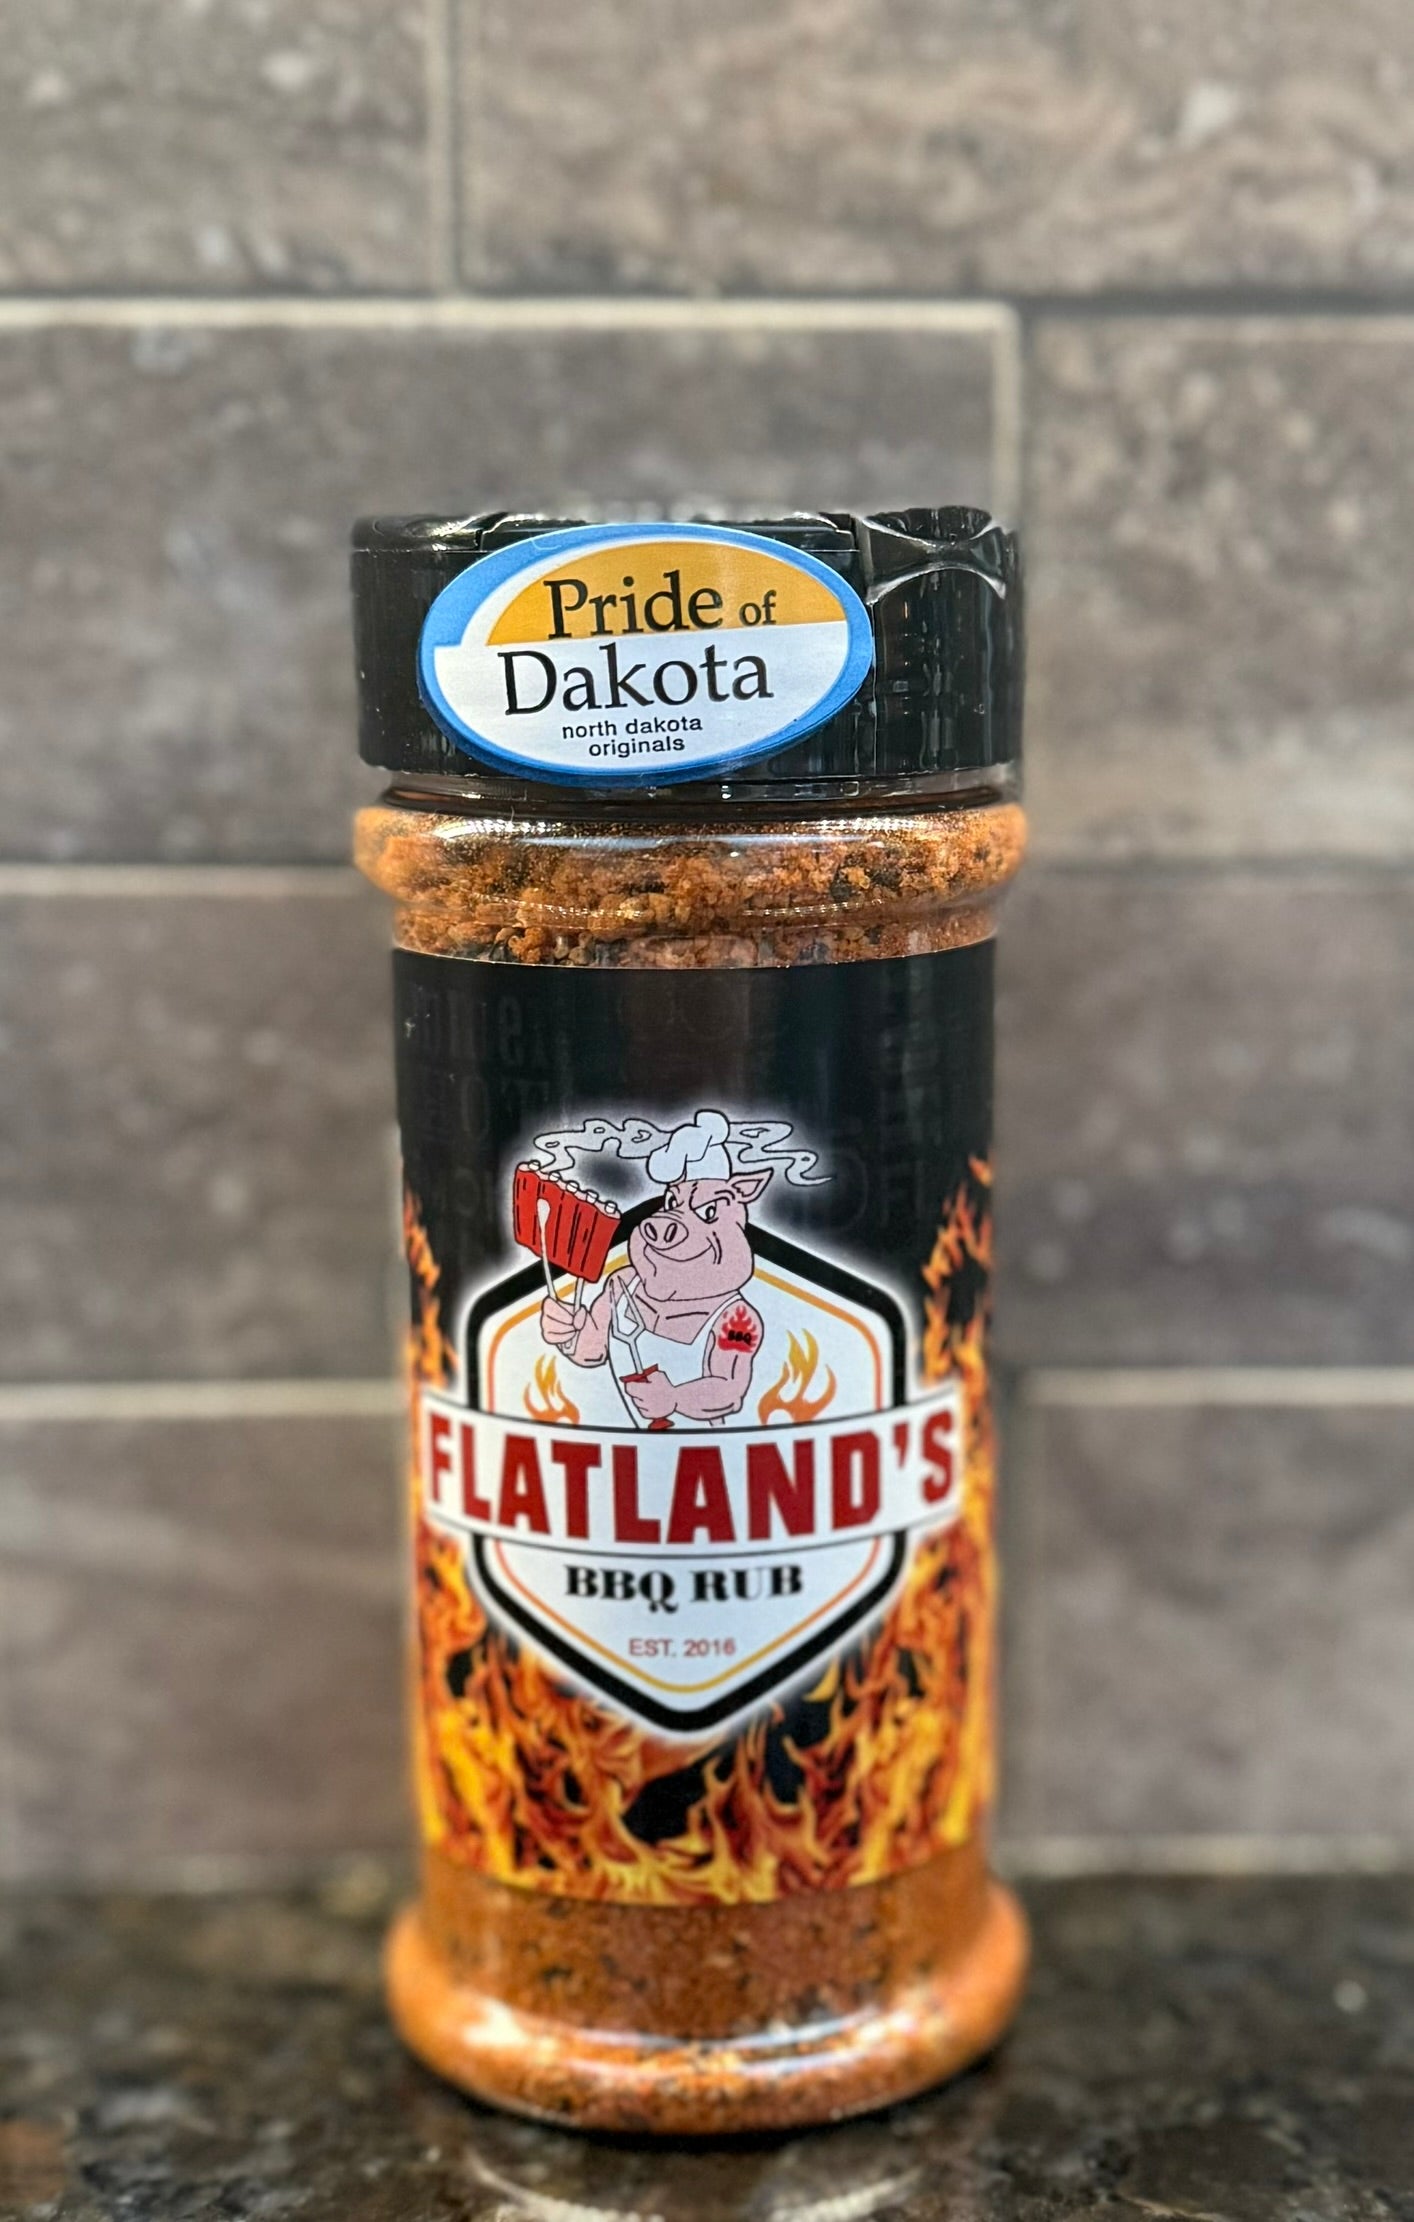 Pride of
Dakota
north dakota
originals
BBQ
FLATLAND'S
BBQ RUB
EST. 2016